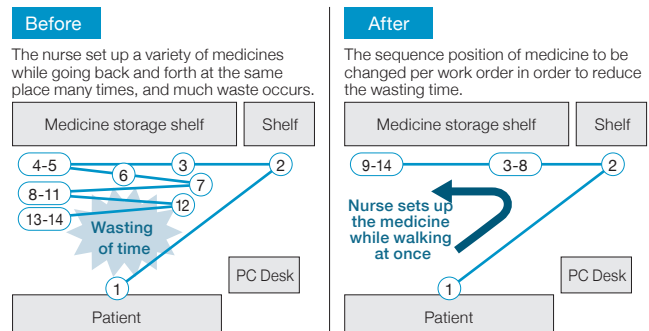 Before
The nurse set up a variety of medicines
while going back and forth at the same
place many times, and much waste occurs.
Medicine storage shelf
Shelf
4-5
6
3
2
7
8-11
12
13-14
Wasting
of time
1
PC Desk
Patient
After
The sequence position of medicine to be
changed per work order in order to reduce
the wasting time.
Medicine storage shelf
Shelf
9-14
3-8
2
Nurse sets up
the medicine
while walking
at once
1
PC Desk
Patient